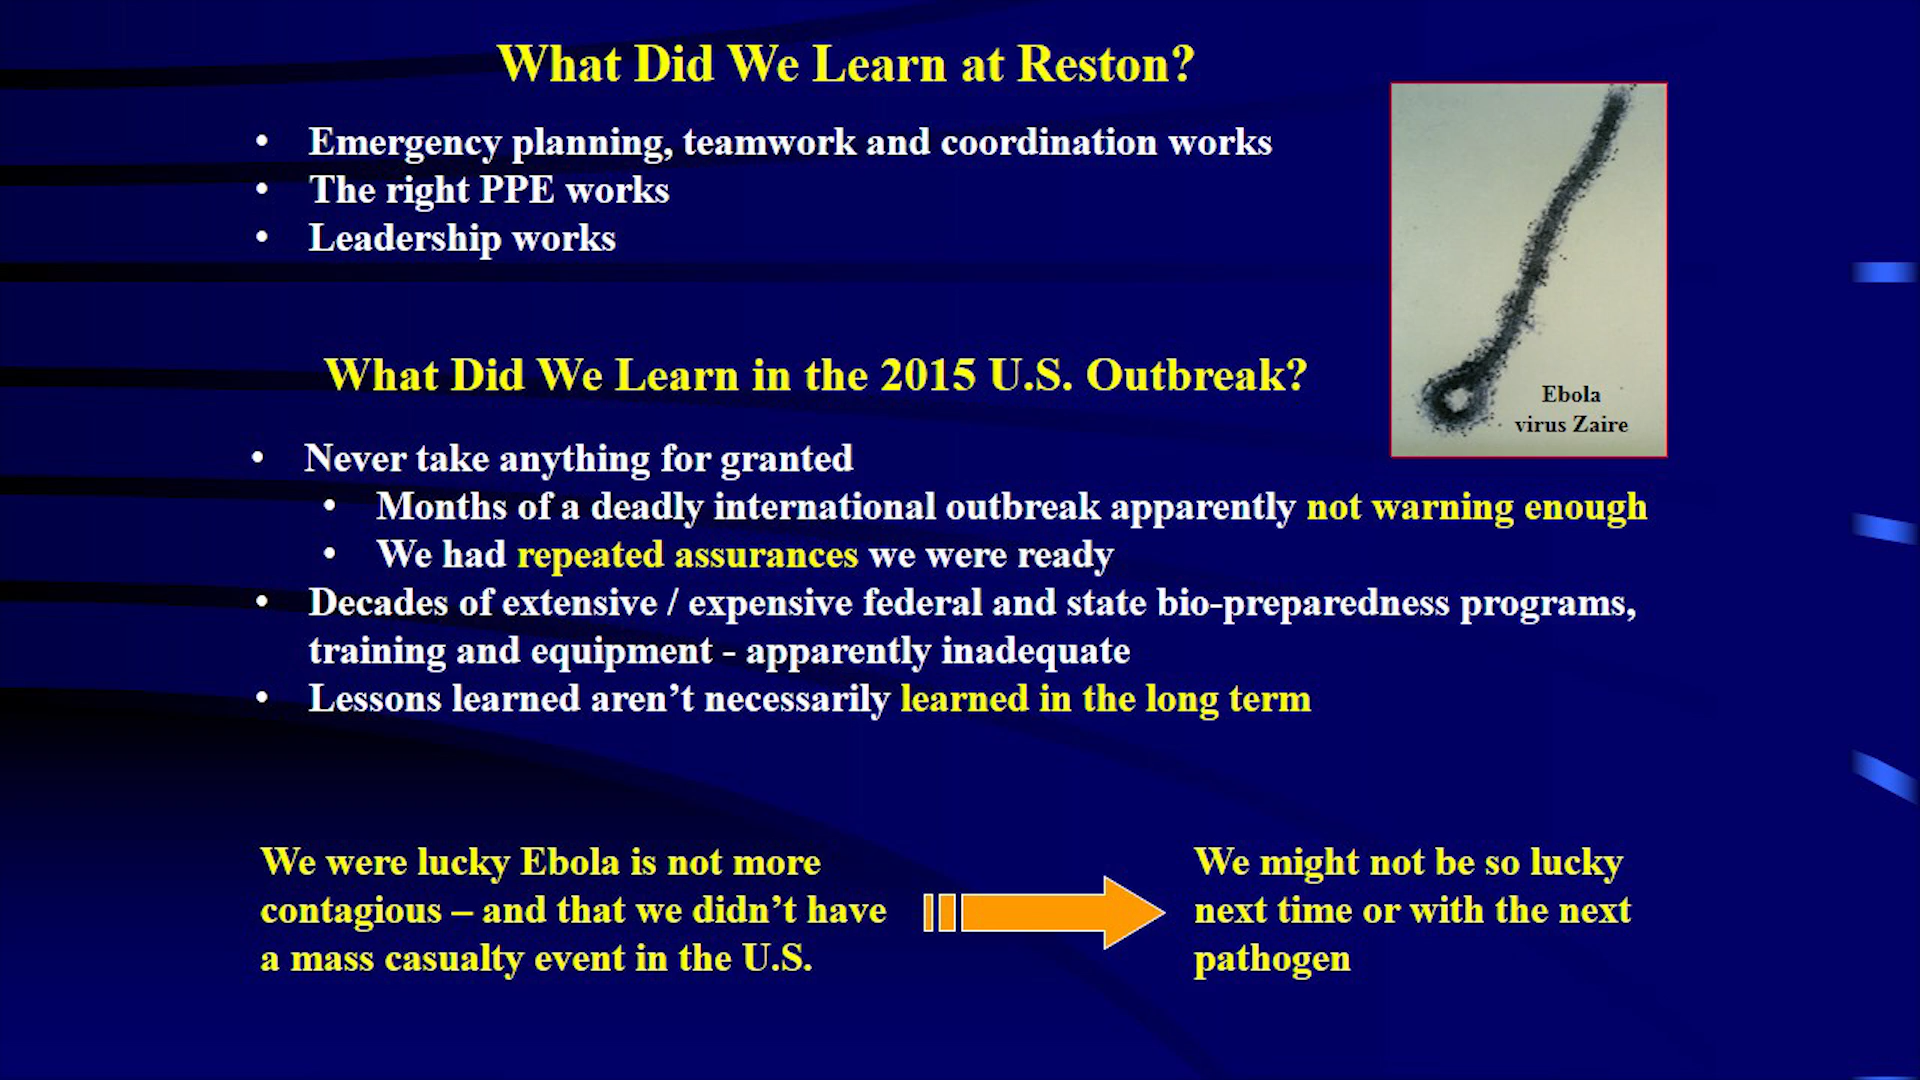 What Did We Learn at Reston?
• Emergency planning, teamwork and coordination works
• The right PPE works
• Leadership works
What Did We Learn in the 2015 U.S. Outbreak?
Ebola
virus Zaire
• Never take anything for granted
• Months of a deadly international outbreak apparently not warning enough
• We had repeated assurances we were ready
• Decades of extensive / expensive federal and state bio-preparedness programs,
training and equipment - apparently inadequate
• Lessons learned aren’t necessarily learned in the long term
We were lucky Ebola is not more
contagious – and that we didn’t have
a mass casualty event in the U.S.
We might not be so lucky
next time or with the next
pathogen